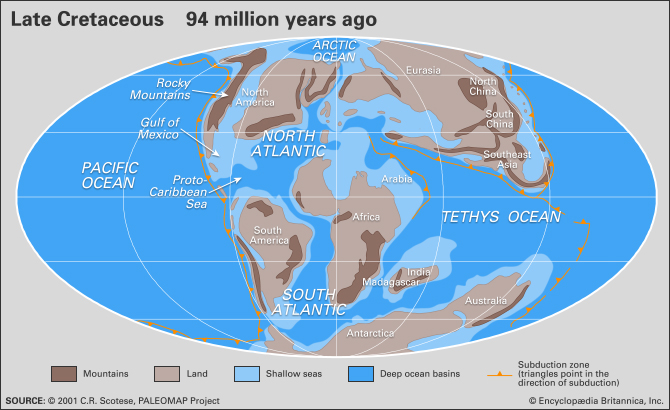 Late Cretaceous 94 million years ago
ARCTIC
OCEAN
Eurasia
Rocky
Mountains
North
America
North
China
Gulf of
Mexico
South
China
NORTH
ATLANTIC
Southeast
Asia
PACIFIC
OCEAN
Proto-
Caribbean
Sea
Arabia
Africa
TETHYS OCEAN
South
America
India
Madagascar
SOUTH
ATLANTIC
Australia
Antarctica
Mountains
Land
Shallow seas
Deep ocean basins
Subduction zone
(triangles point in the
direction of subduction)
SOURCE: © 2001 C.R. Scotese, PALEOMAP Project
© Encyclopædia Britannica, Inc.